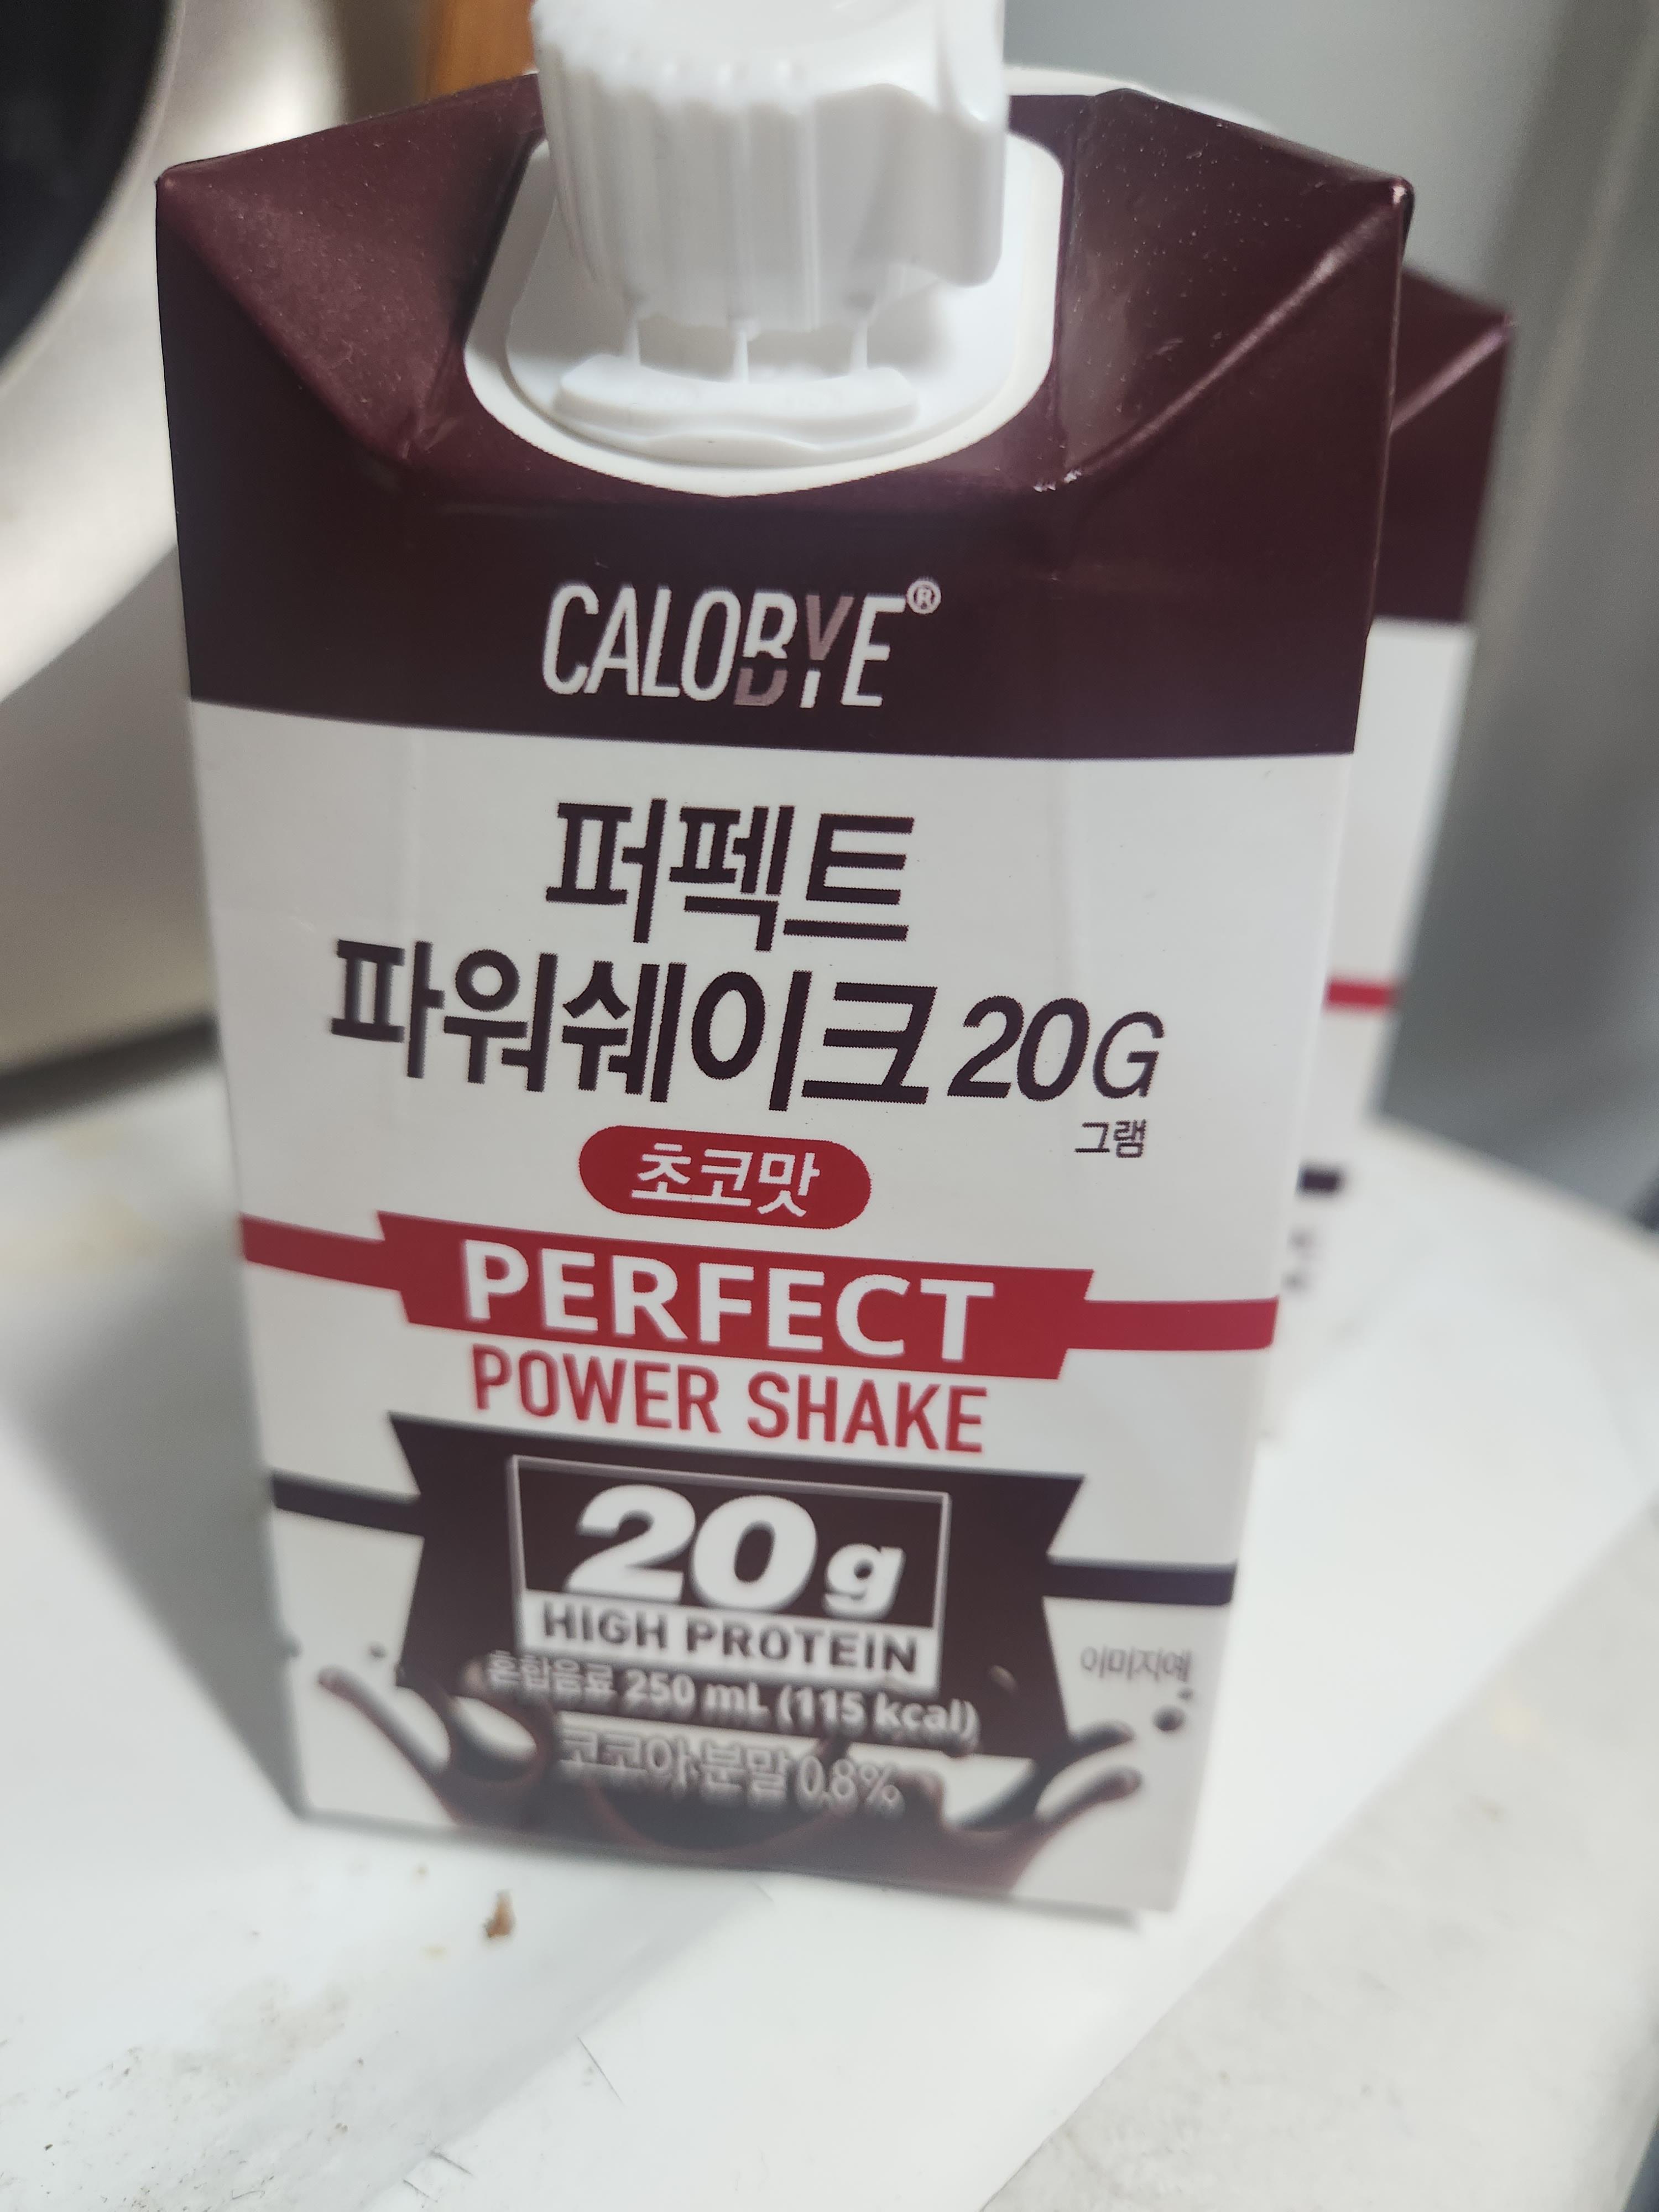 CALOBYE®
퍼펙트
파워쉐이크 20G
그램
초코맛
PERFECT
POWER SHAKE
20g
HIGH PROTEIN
혼합음료 250 mL (115 kcal)
이미지예
코코아분말 0.8%